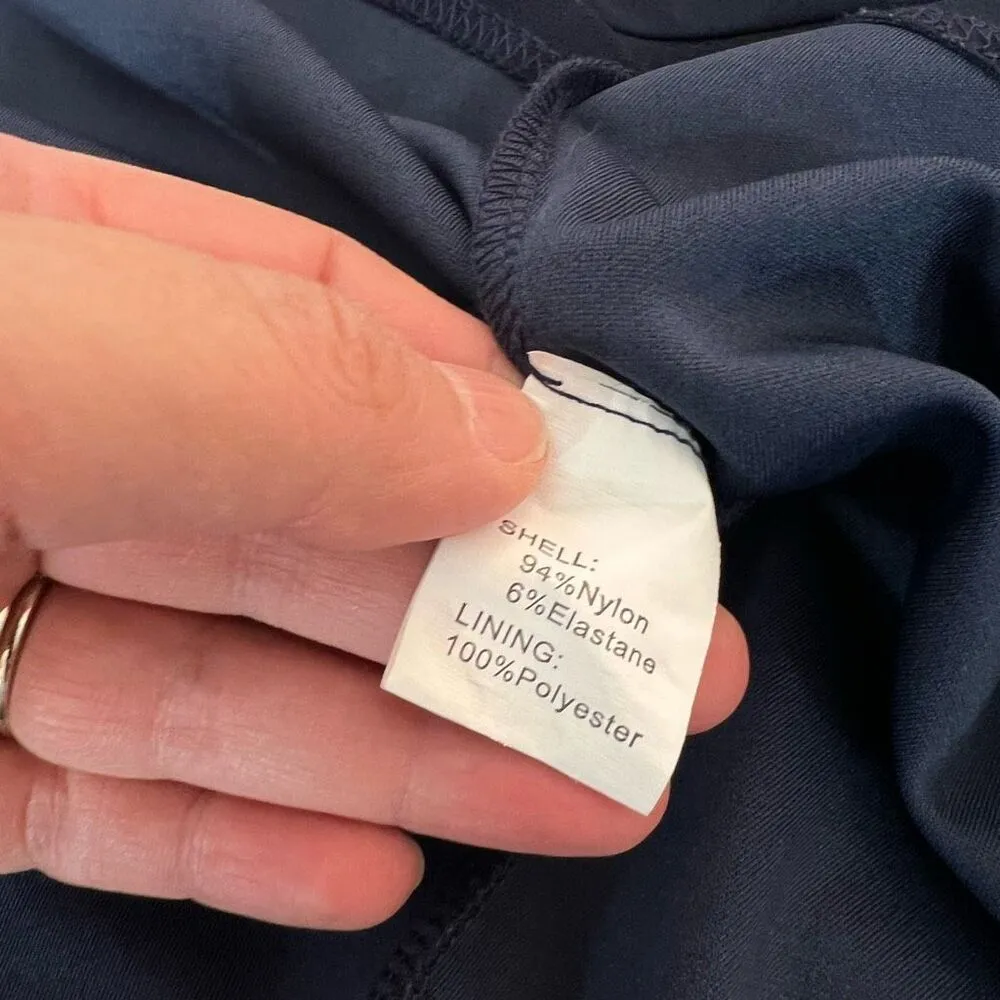 SHELL:
94%Nylon
6%Elastane
LINING:
100%Polyester